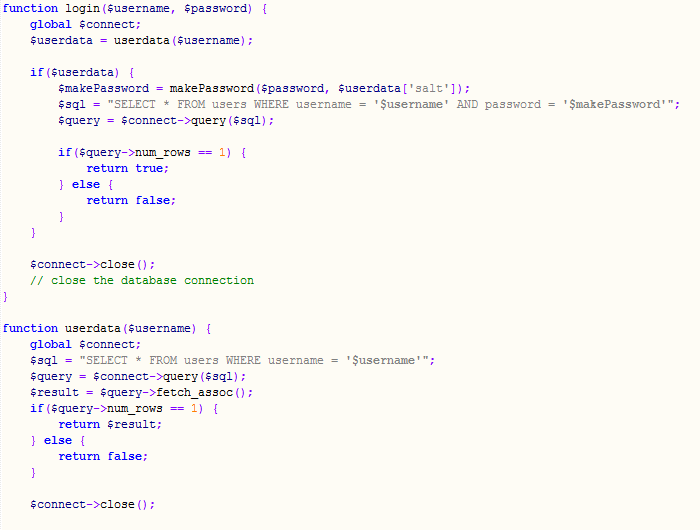 function login($username, $password) {
global $connect;
$userdata = userdata($username);
if($userdata) {
$makePassword = makePassword($password, $userdata['salt']);
$sql = "SELECT * FROM users WHERE username = '$username' AND password = '$makePassword'";
$query = $connect->query($sql);
if($query->num_rows == 1) {
return true;
} else {
return false;
}
}
$connect->close();
// close the database connection
}
function userdata($username) {
global $connect;
$sql = "SELECT * FROM users WHERE username = '$username'";
$query = $connect->query($sql);
$result = $query->fetch_assoc();
if($query->num_rows == 1) {
return $result;
} else {
return false;
}
$connect->close();